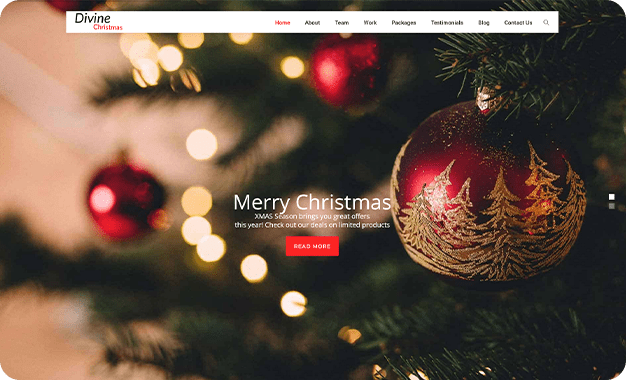 Divine
Christmas
Home About Team Work Packages Testimonials Blog Contact Us
Merry Christmas
XMAS Season brings you great offers
this year! Check out our deals on limited products
READ MORE